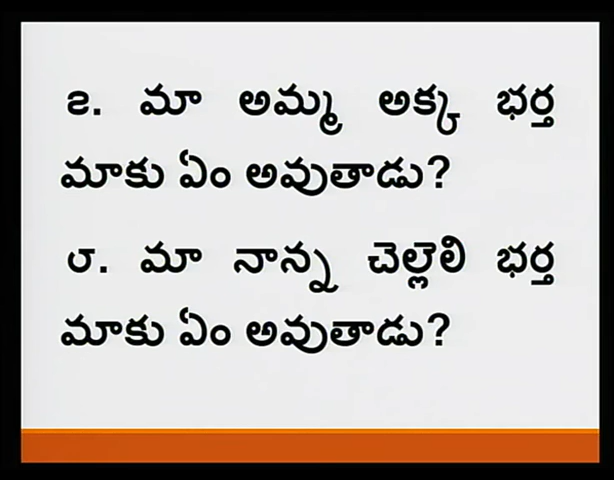 ౭. మా అమ్మ అక్క భర్త
మాకు ఏం అవుతాడు?
౮. మా నాన్న చెల్లెలి భర్త
మాకు ఏం అవుతాడు?